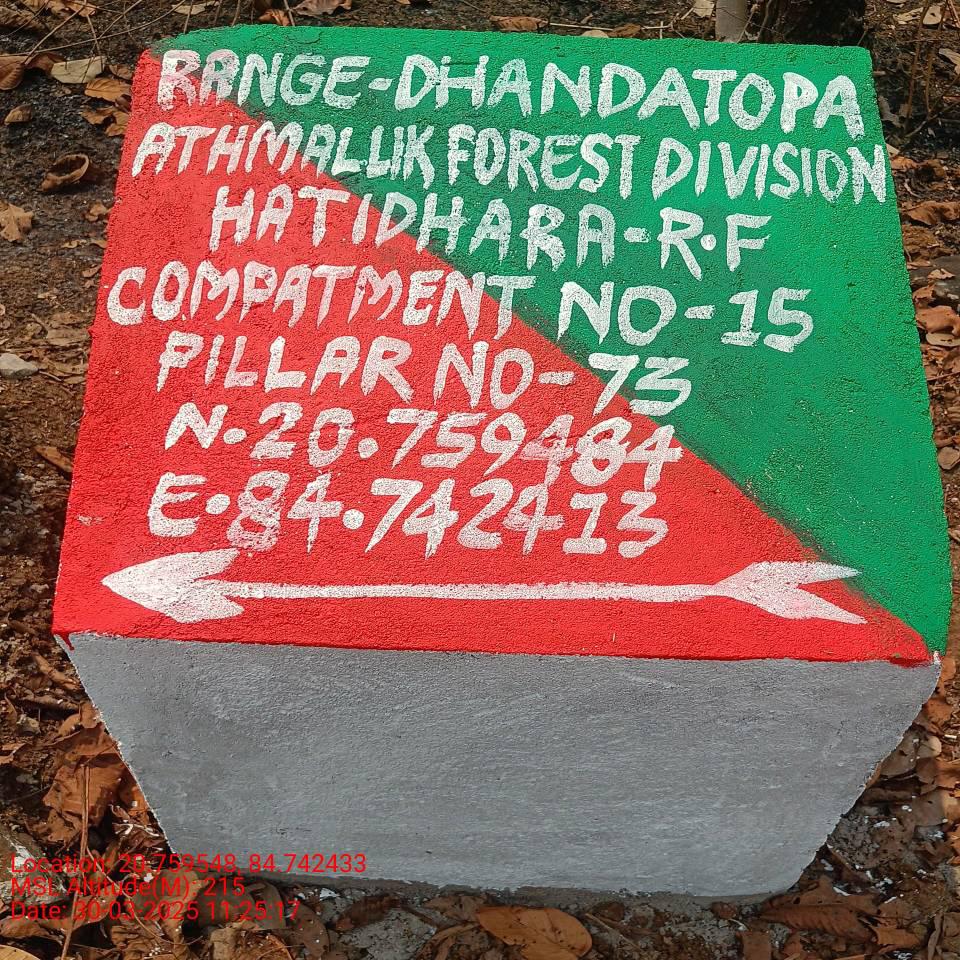 RANGE-DHANDATOPA
ATHMALLIK FOREST DIVISION
HATIDHARA-R.F
COMPATMENT NO-15
PILLAR NO-73
N.20.759484
E.84.742413
Location: 20.759548, 84.742433
MSL Altitude(M): 215
Date: 30-03-2025 11:25:17